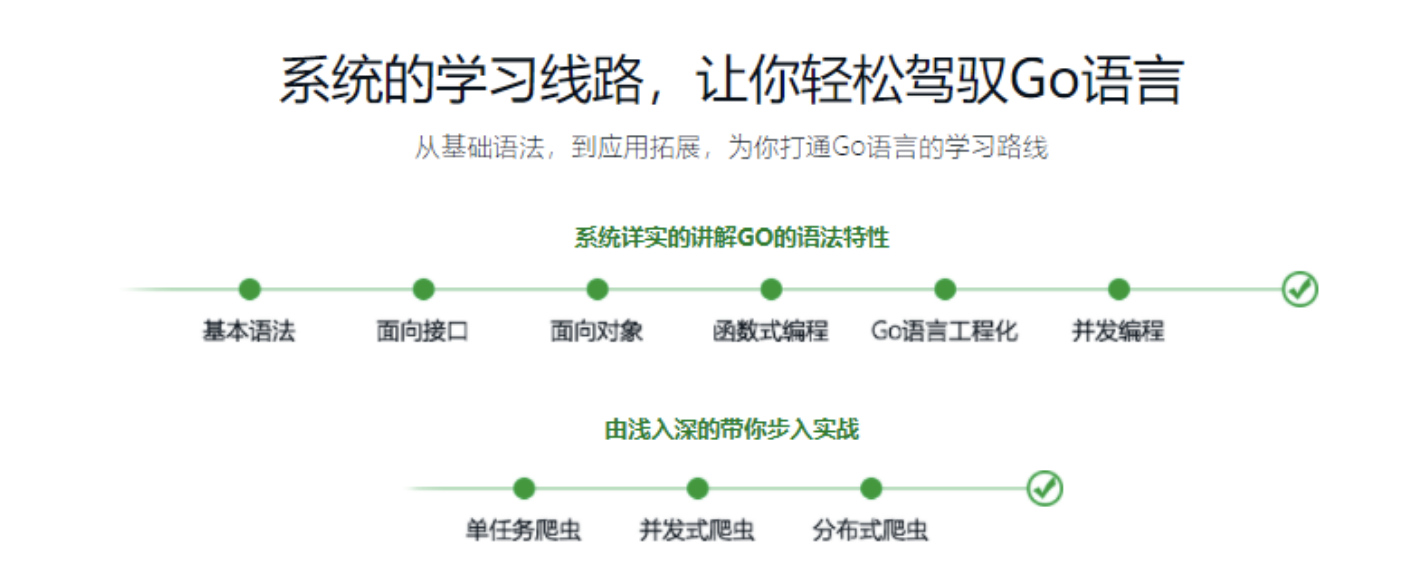 系统的学习线路，让你轻松驾驭Go语言
从基础语法，到应用拓展，为你打通Go语言的学习路线
系统详实的讲解GO的语法特性
基本语法 面向接口 面向对象 函数式编程 Go语言工程化 并发编程
由浅入深的带你步入实战
单任务爬虫 并发式爬虫 分布式爬虫